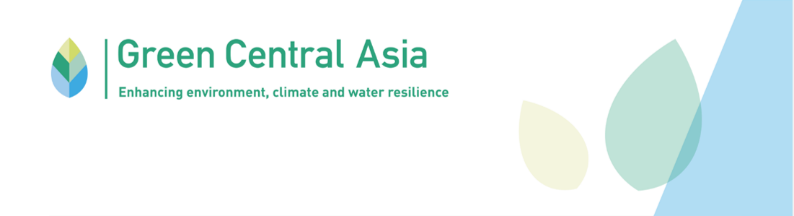 Green Central Asia
Enhancing environment, climate and water resilience